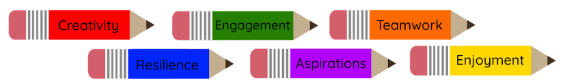 Creativity Engagement Teamwork
Resilience Aspirations Enjoyment